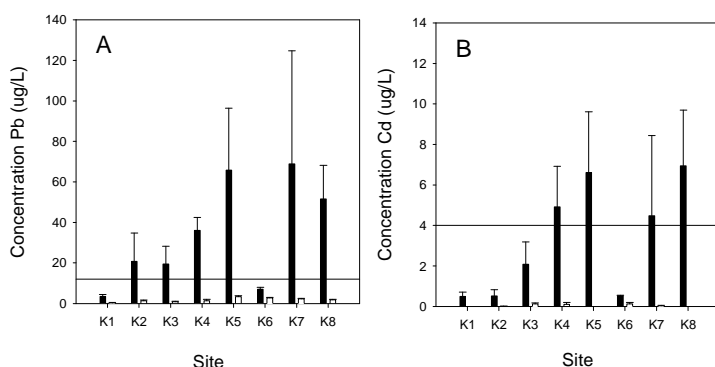 A
Concentration Pb (ug/L)
140
120
100
80
60
40
20
0
K1 K2 K3 K4 K5 K6 K7 K8
Site
B
Concentration Cd (ug/L)
14
12
10
8
6
4
2
0
K1 K2 K3 K4 K5 K6 K7 K8
Site